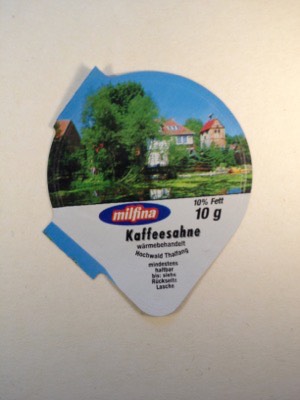 milfina
10% Fett
10 g
Kaffeesahne
wärmebehandelt
Hochwald Thalfang
mindestens
haltbar
bis: siehe
Rückseite
Lasche